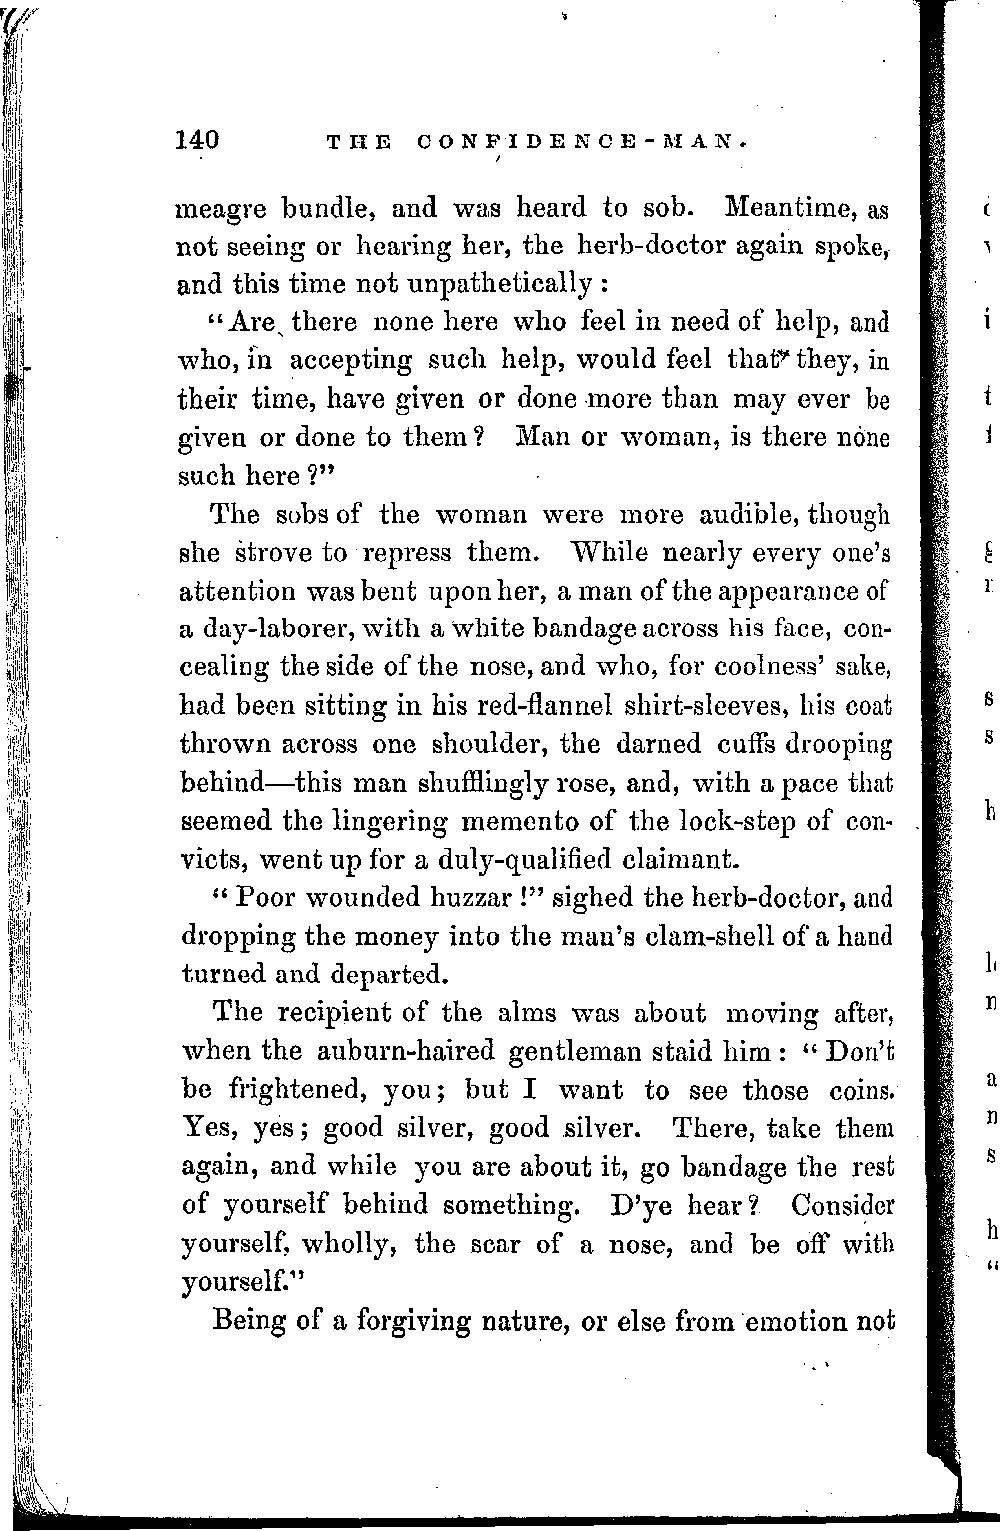 140 THE CONFIDENCE-MAN.
meagre bundle, and was heard to sob. Meantime, as
not seeing or hearing her, the herb-doctor again spoke,
and this time not unpathetically :
“Are there none here who feel in need of help, and
who, in accepting such help, would feel that they, in
their time, have given or done more than may ever be
given or done to them? Man or woman, is there none
such here ?”
The sobs of the woman were more audible, though
she strove to repress them. While nearly every one’s
attention was bent upon her, a man of the appearance of
a day-laborer, with a white bandage across his face, con-
cealing the side of the nose, and who, for coolness’ sake,
had been sitting in his red-flannel shirt-sleeves, his coat
thrown across one shoulder, the darned cuffs drooping
behind—this man shufflingly rose, and, with a pace that
seemed the lingering memento of the lock-step of con-
victs, went up for a duly-qualified claimant.
“ Poor wounded huzzar !” sighed the herb-doctor, and
dropping the money into the man’s clam-shell of a hand
turned and departed.
The recipient of the alms was about moving after,
when the auburn-haired gentleman staid him : “ Don’t
be frightened, you; but I want to see those coins.
Yes, yes; good silver, good silver. There, take them
again, and while you are about it, go bandage the rest
of yourself behind something. D’ye hear? Consider
yourself, wholly, the scar of a nose, and be off with
yourself.”
Being of a forgiving nature, or else from emotion not